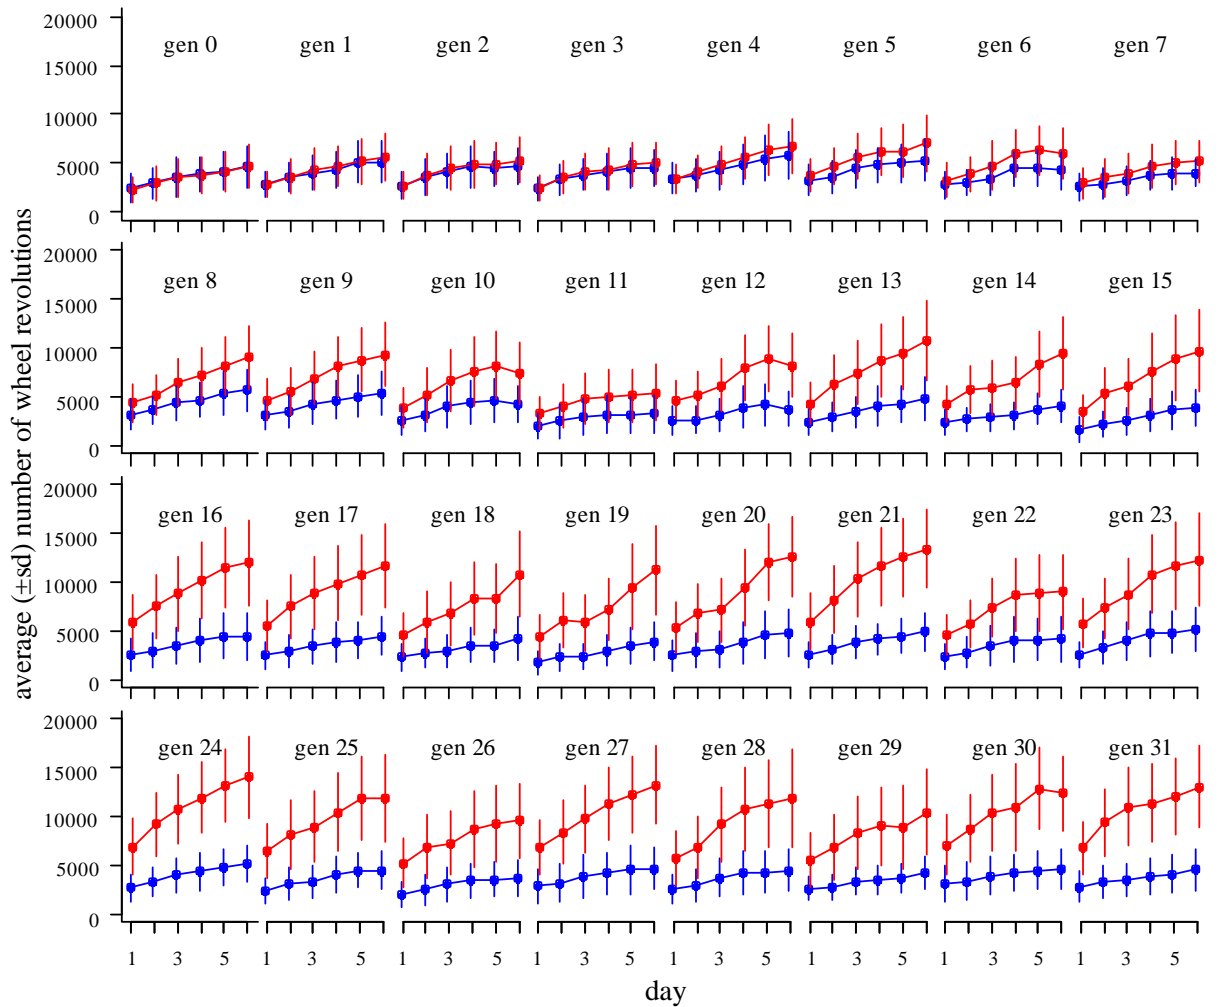 20000
15000
10000
5000
0
gen 0
gen 1
gen 2
gen 3
gen 4
gen 5
gen 6
gen 7
20000
15000
10000
5000
0
gen 8
gen 9
gen 10
gen 11
gen 12
gen 13
gen 14
gen 15
average (±sd) number of wheel revolutions
20000
15000
10000
5000
0
gen 16
gen 17
gen 18
gen 19
gen 20
gen 21
gen 22
gen 23
20000
15000
10000
5000
0
gen 24
gen 25
gen 26
gen 27
gen 28
gen 29
gen 30
gen 31
1 3 5 1 3 5 1 3 5 1 3 5 1 3 5 1 3 5 1 3 5 1 3 5
day